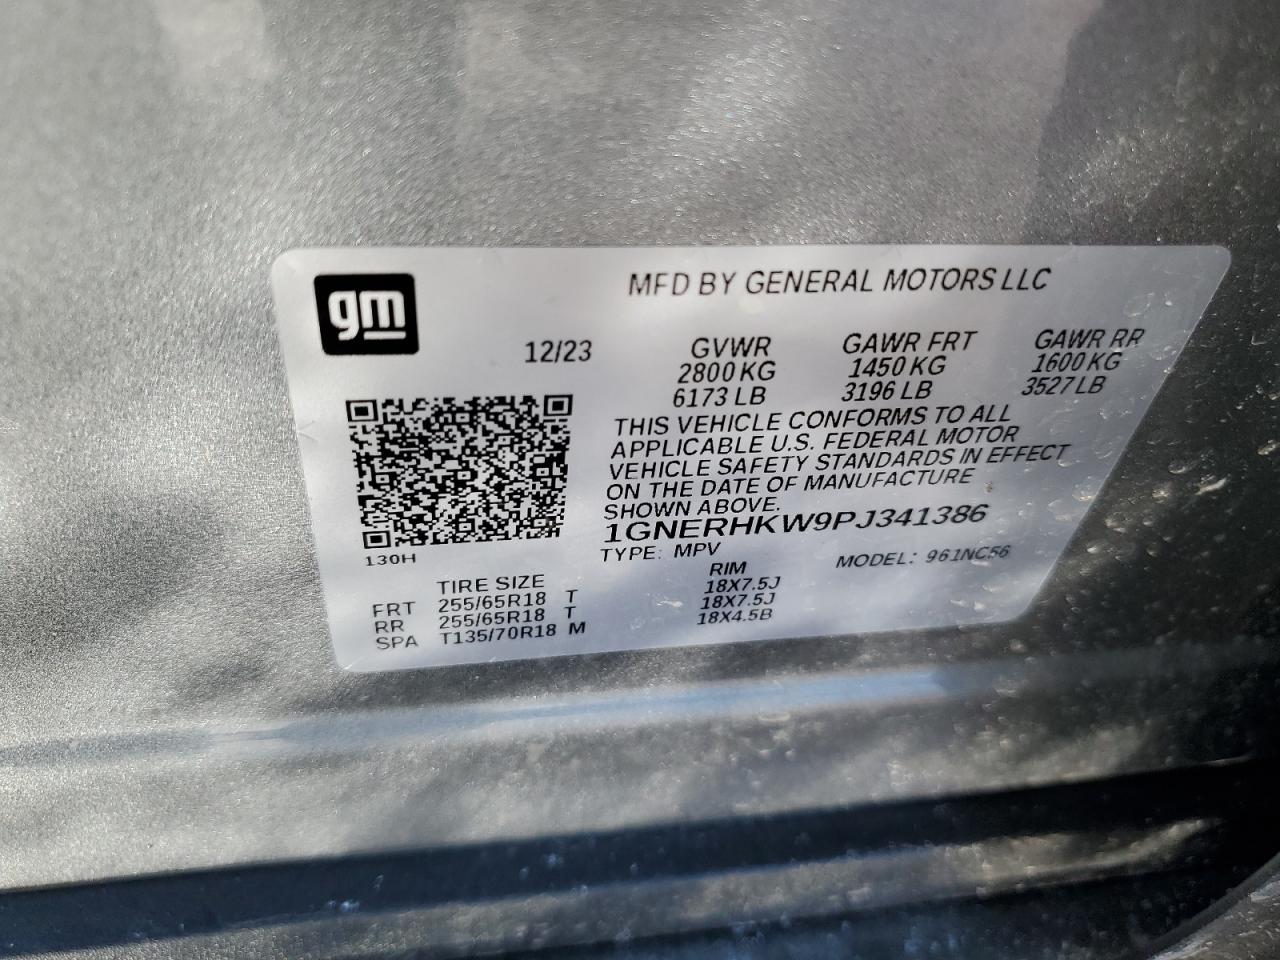 gm
MFD BY GENERAL MOTORS LLC
12/23
GVWR GAWR FRT GAWR RR
2800 KG 1450 KG 1600 KG
6173 LB 3196 LB 3527 LB
THIS VEHICLE CONFORMS TO ALL
APPLICABLE U.S. FEDERAL MOTOR
VEHICLE SAFETY STANDARDS IN EFFECT
ON THE DATE OF MANUFACTURE
SHOWN ABOVE.
1GNERHKW9PJ341386
130H
TYPE: MPV MODEL: 961NC56
TIRE SIZE RIM
FRT 255/65R18 T 18X7.5J
RR 255/65R18 T 18X7.5J
SPA T135/70R18 M 18X4.5B